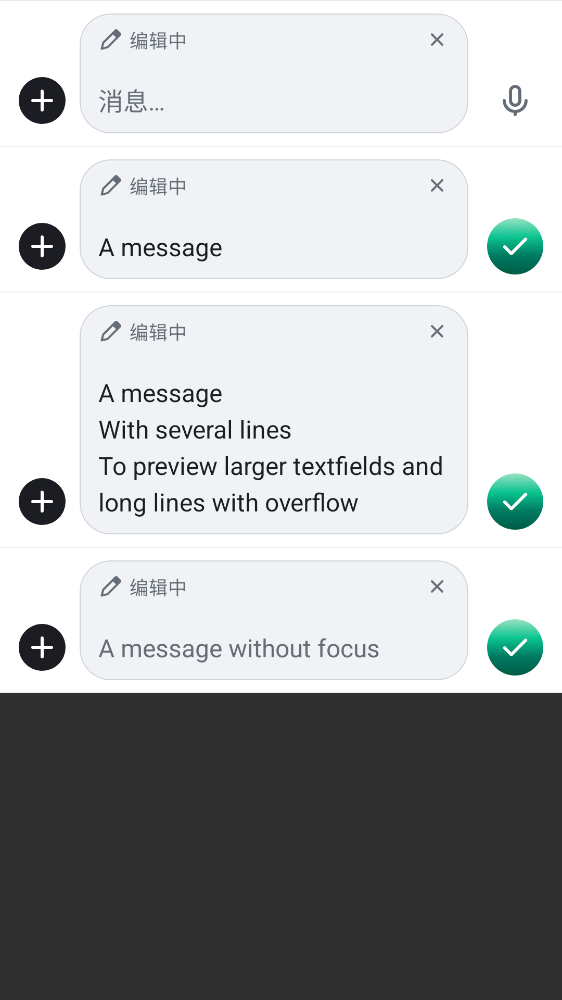 编辑中
消息…
编辑中
A message
编辑中
A message
With several lines
To preview larger textfields and
long lines with overflow
编辑中
A message without focus